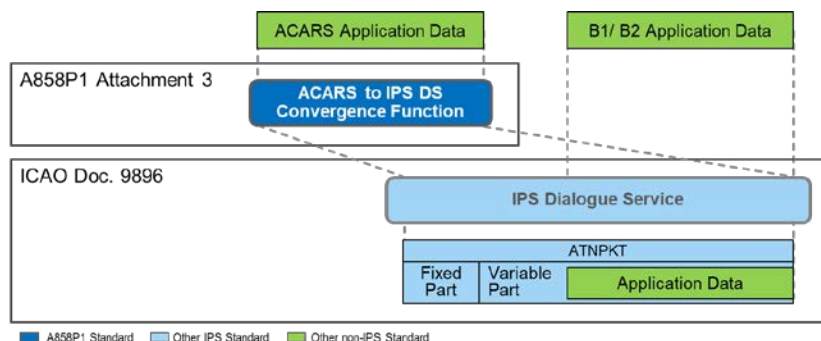 ACARS Application Data
B1/ B2 Application Data
A858P1 Attachment 3
ACARS to IPS DS
Convergence Function
ICAO Doc. 9896
IPS Dialogue Service
ATNPKT
Fixed
Part
Variable
Part
Application Data
A858P1 Standard
Other IPS Standard
Other non-IPS Standard